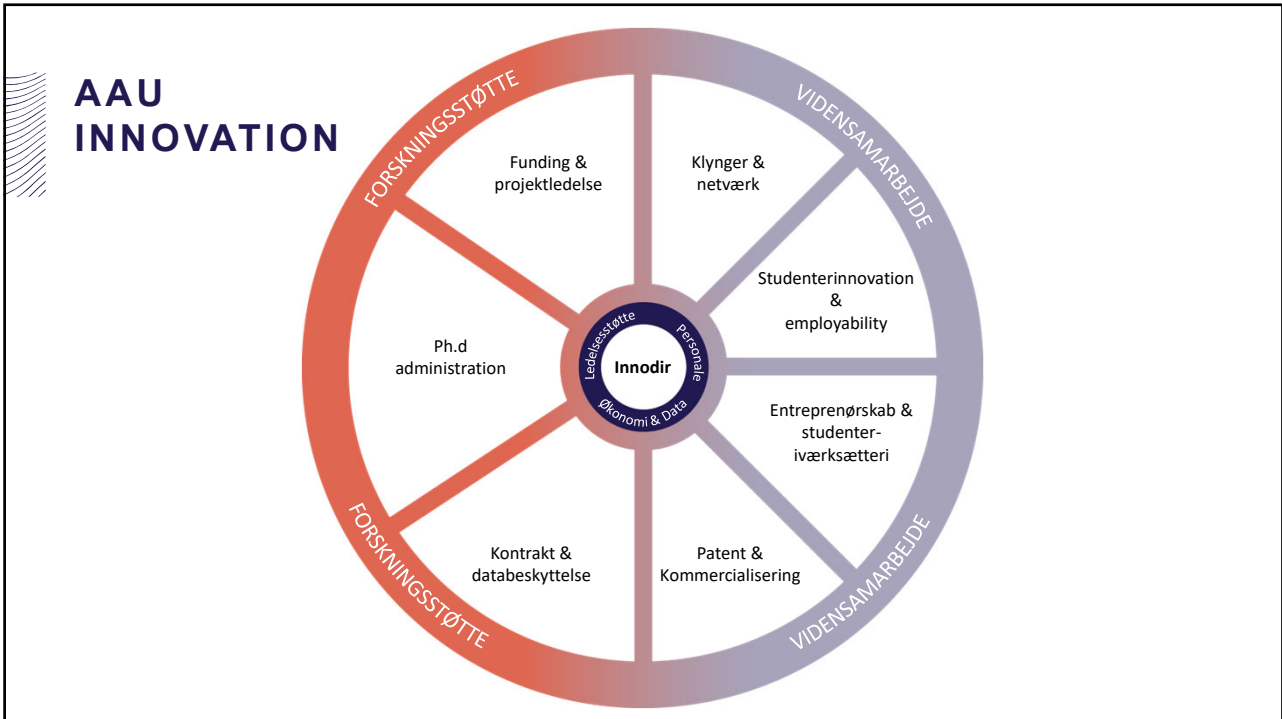 AAU
INNOVATION
FORSKNINGSSTØTTE
VIDENSAMARBEJDE
Funding &
projektledelse
Klynger &
netværk
Studenterinnovation
&
employability
Ph.d
administration
Ledelsesstøtte
Personale
Innodir
Økonomi & Data
Entreprenørskab &
studenter-
iværksætteri
Kontrakt &
databeskyttelse
Patent &
Kommercialisering
FORSKNINGSSTØTTE
VIDENSAMARBEJDE